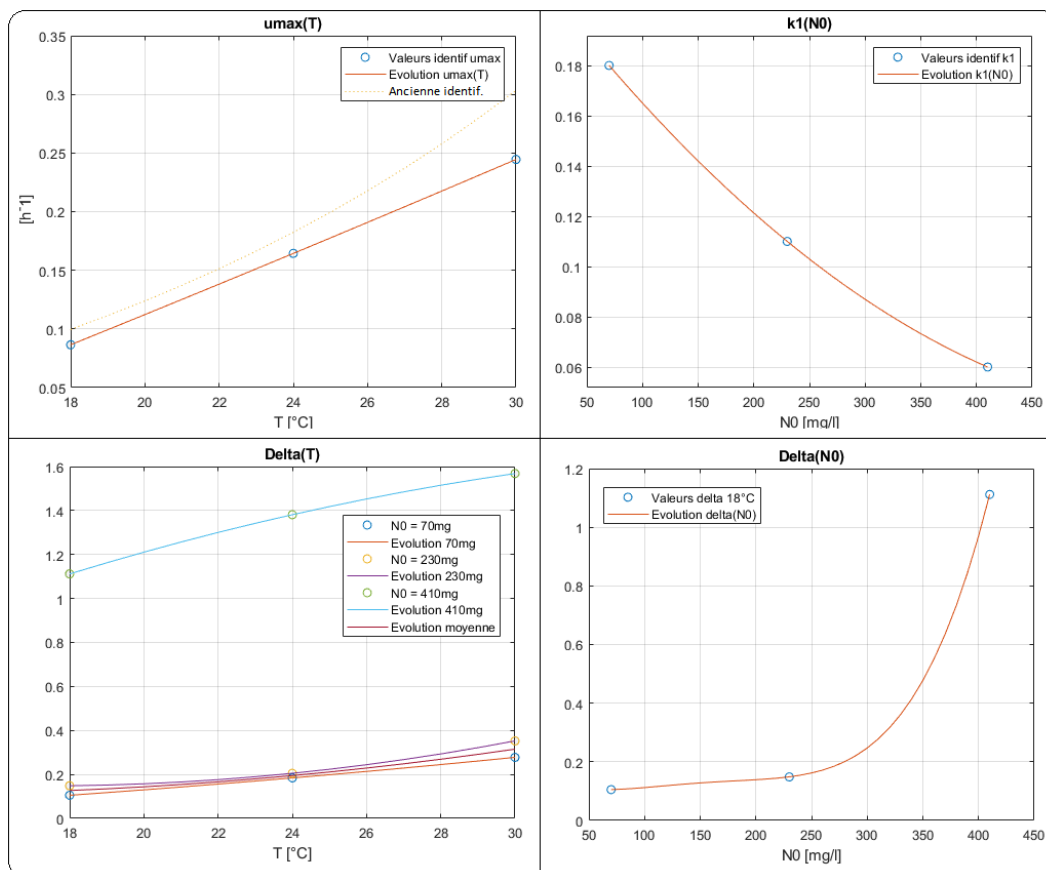 umax(T)
0.35
0.3
0.25
0.2
0.15
0.1
0.05
[h^-1]
Valeurs identif umax
Evolution umax(T)
Ancienne identif.
18 20 22 24 26 28 30
T [°C]
k1(N0)
0.18
0.16
0.14
0.12
0.1
0.08
0.06
Valeurs identif k1
Evolution k1(N0)
50 100 150 200 250 300 350 400 450
N0 [mg/l]
Delta(T)
1.6
1.4
1.2
1
0.8
0.6
0.4
0.2
0
N0 = 70mg
Evolution 70mg
N0 = 230mg
Evolution 230mg
N0 = 410mg
Evolution 410mg
Evolution moyenne
18 20 22 24 26 28 30
T [°C]
Delta(N0)
1.2
1
0.8
0.6
0.4
0.2
0
Valeurs delta 18°C
Evolution delta(N0)
50 100 150 200 250 300 350 400 450
N0 [mg/l]